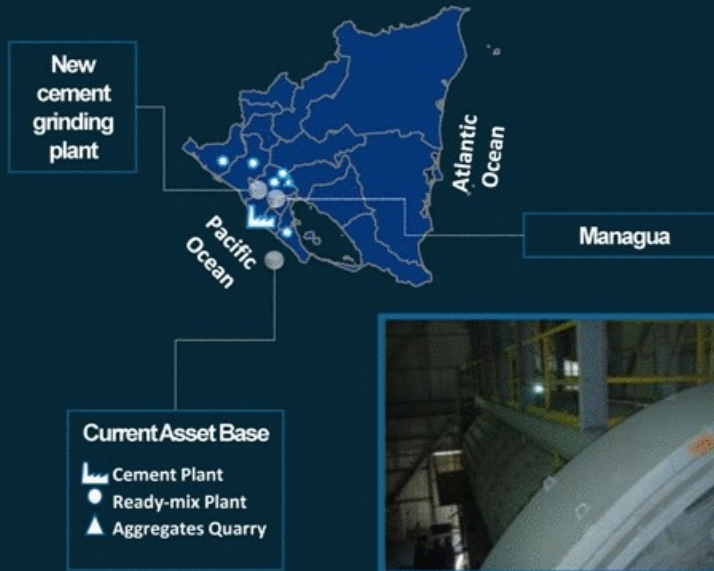 New
cement
grinding
plant
Atlantic
Ocean
Pacific
Ocean
Managua
Current Asset Base
Cement Plant
Ready-mix Plant
Aggregates Quarry